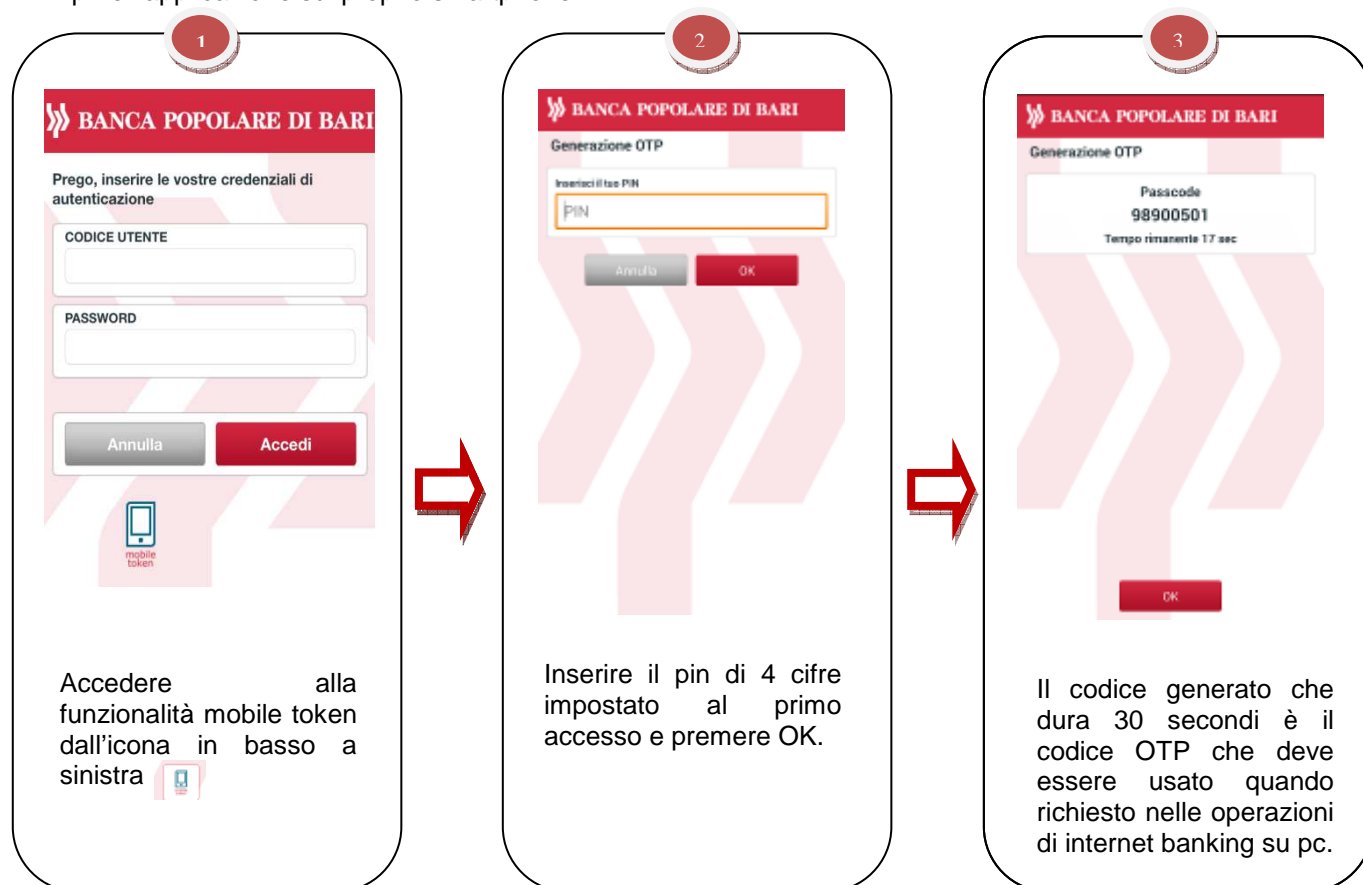 1
BANCA POPOLARE DI BARI
Prego, inserire le vostre credenziali di
autenticazione
CODICE UTENTE
PASSWORD
Annulla
Accedi
mobile
token
Accedere alla
funzionalità mobile token
dall'icona in basso a
sinistra
2
BANCA POPOLARE DI BARI
Generazione OTP
Inserisci il tuo PIN
PIN
Annulla
OK
Inserire il pin di 4 cifre
impostato al primo
accesso e premere OK.
3
BANCA POPOLARE DI BARI
Generazione OTP
Passcode
98900501
Tempo rimanente 17 sec
OK
Il codice generato che
dura 30 secondi è il
codice OTP che deve
essere usato quando
richiesto nelle operazioni
di internet banking su pc.